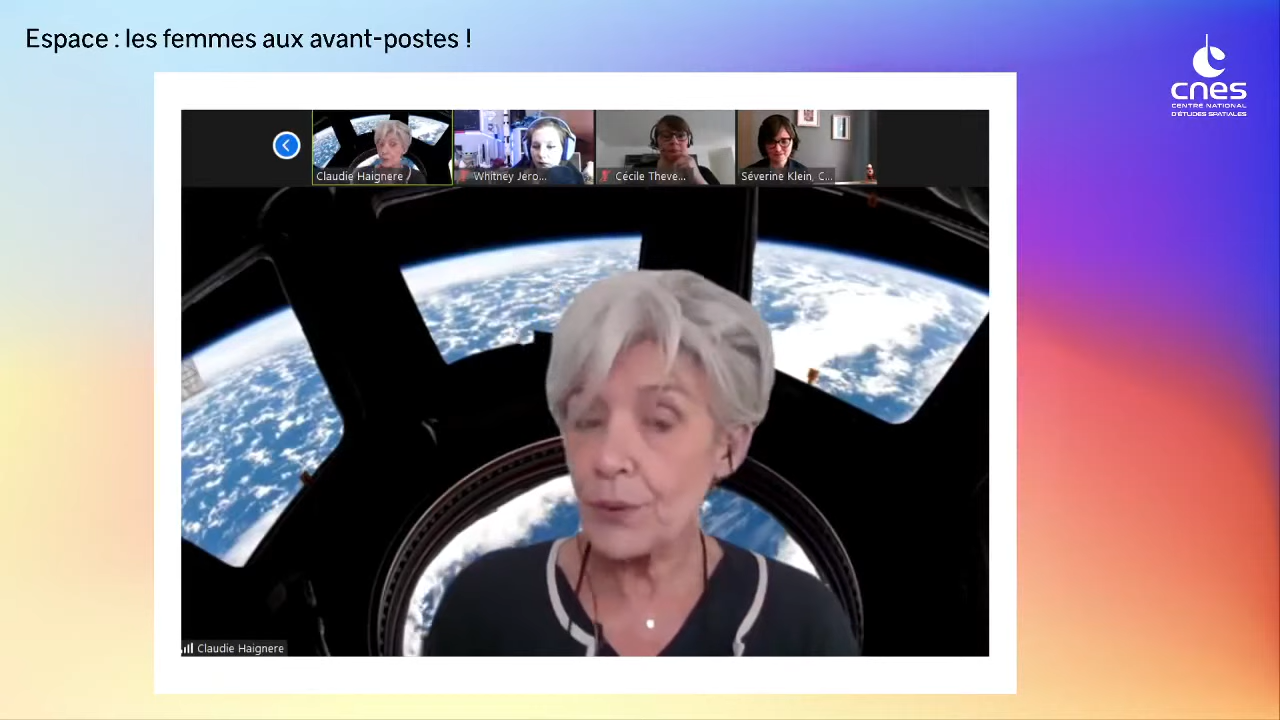 Espace : les femmes aux avant-postes !
cnes
CENTRE NATIONAL
D'ÉTUDES SPATIALES
Claudie Haignere
Whitney Jéro...
Cécile Theve...
Séverine Klein, C...
Claudie Haignere